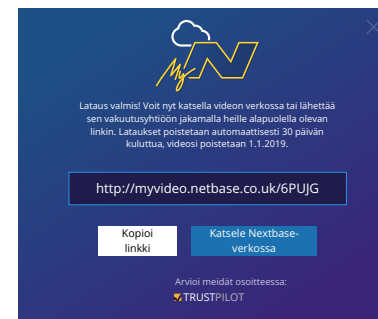 MyN
Lataus valmis! Voit nyt katsella videon verkossa tai lähettää
sen vakuutusyhtiöön jakamalla heille alapuolella olevan
linkin. Lataukset poistetaan automaattisesti 30 päivän
kuluttua, videosi poistetaan 1.1.2019.
http://myvideo.netbase.co.uk/6PUJG
Kopioi
linkki
Katsele Nextbase-
verkossa
Arvioi meidät osoitteessa:
TRUSTPILOT